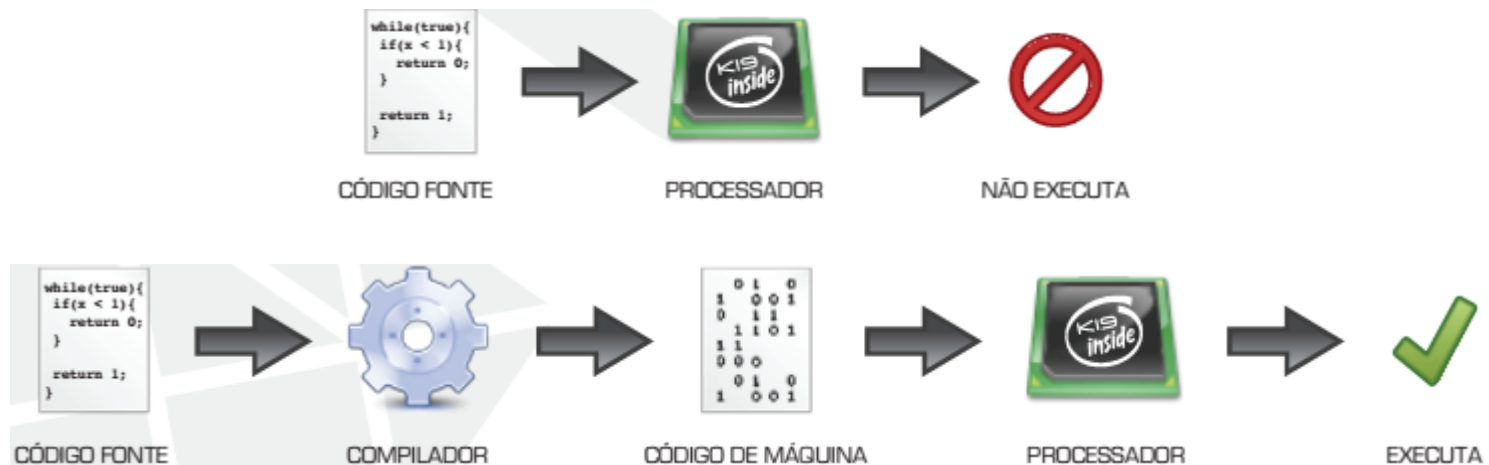 while(true){
if(x < 1){
return 0;
}
return 1;
}
K19
inside
CÓDIGO FONTE
PROCESSADOR
NÃO EXECUTA
while(true){
if(x < 1){
return 0;
}
return 1;
}
0 1 0
1 0 0 1
0 1 1
1 1 0 1
1 1
0 0 0
0 1 0
1 0 0 1
K19
inside
CÓDIGO FONTE
COMPILADOR
CÓDIGO DE MÁQUINA
PROCESSADOR
EXECUTA